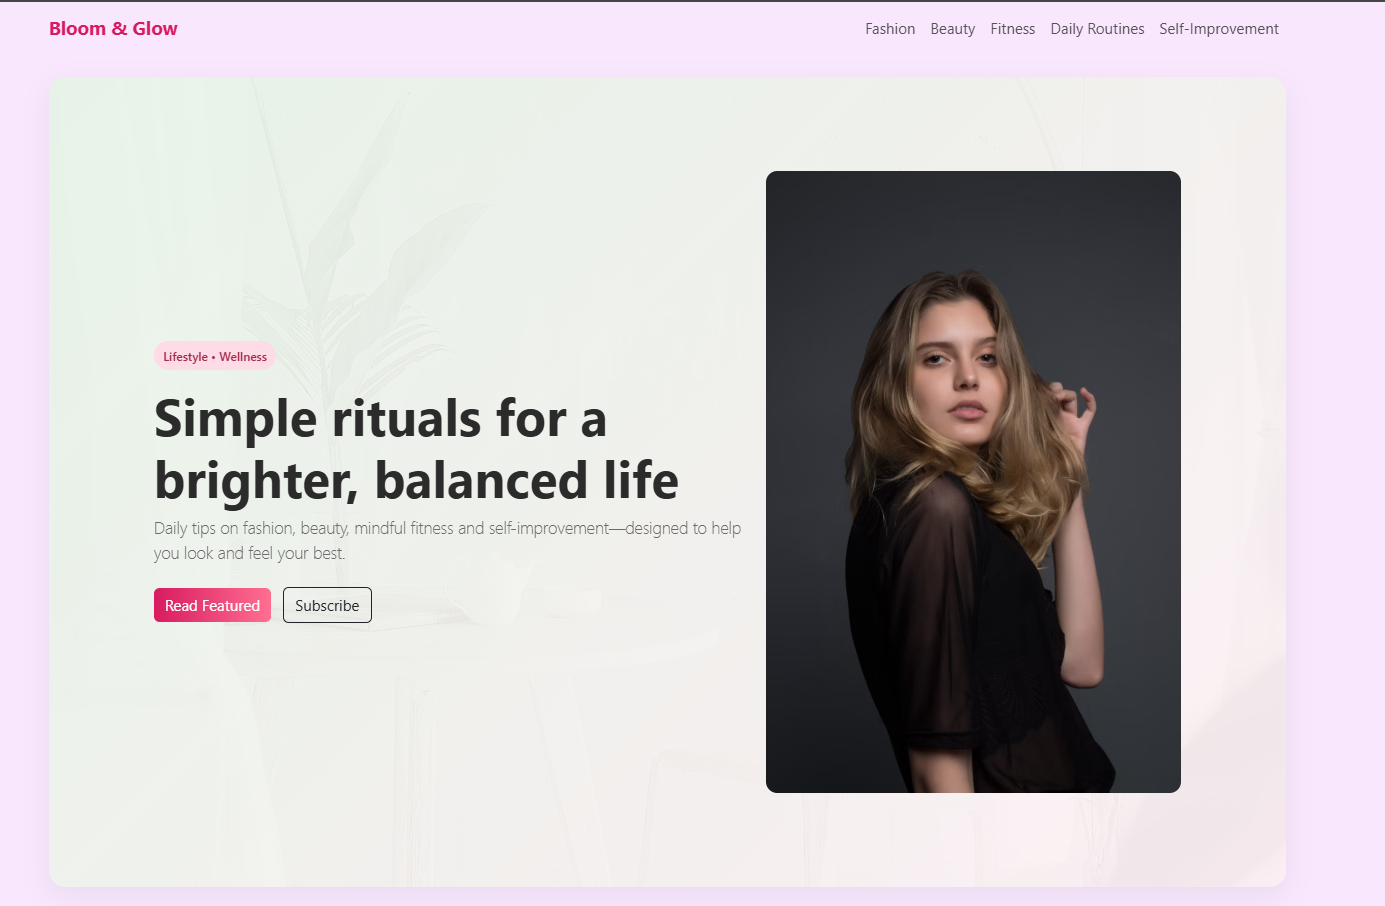 Bloom & Glow
Fashion Beauty Fitness Daily Routines Self-Improvement
Lifestyle • Wellness
Simple rituals for a
brighter, balanced life
Daily tips on fashion, beauty, mindful fitness and self-improvement—designed to help
you look and feel your best.
Read Featured Subscribe